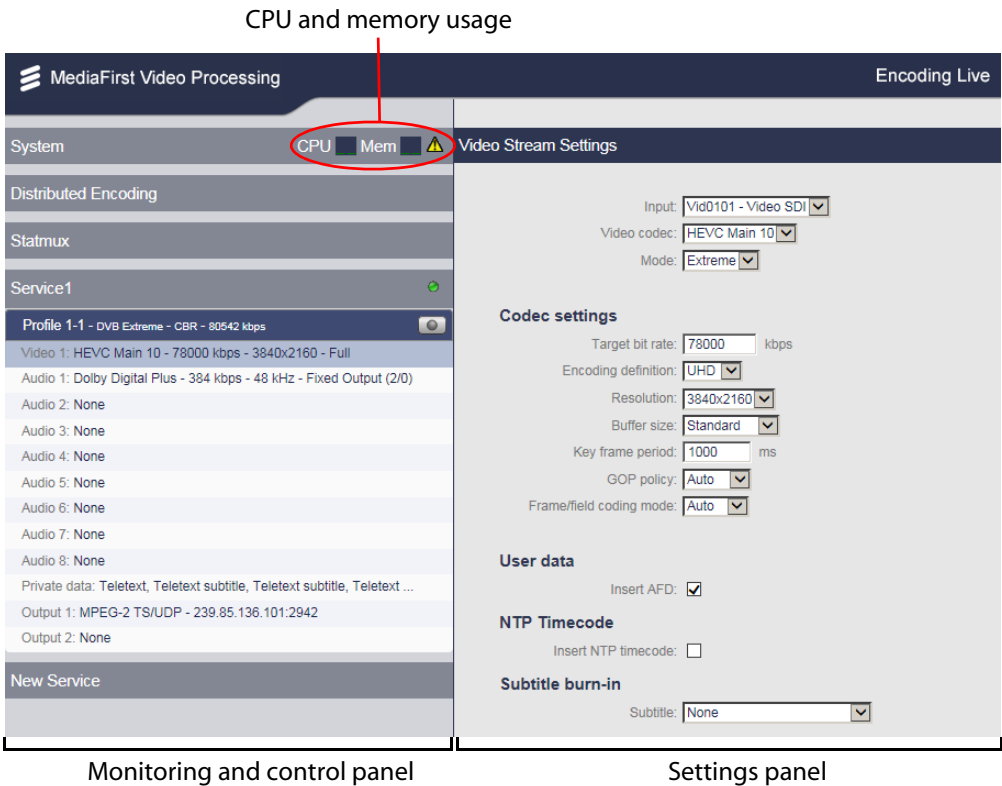 CPU and memory usage
MediaFirst Video Processing
Encoding Live
System
CPU
Mem
Distributed Encoding
Statmux
Service1
Profile 1-1 - DVB Extreme - CBR - 80542 kbps
Video 1: HEVC Main 10 - 78000 kbps - 3840x2160 - Full
Audio 1: Dolby Digital Plus - 384 kbps - 48 kHz - Fixed Output (2/0)
Audio 2: None
Audio 3: None
Audio 4: None
Audio 5: None
Audio 6: None
Audio 7: None
Audio 8: None
Private data: Teletext, Teletext subtitle, Teletext subtitle, Teletext ...
Output 1: MPEG-2 TS/UDP - 239.85.136.101:2942
Output 2: None
New Service
Video Stream Settings
Input: Vid0101 - Video SDI
Video codec: HEVC Main 10
Mode: Extreme
Codec settings
Target bit rate: 78000 kbps
Encoding definition: UHD
Resolution: 3840x2160
Buffer size: Standard
Key frame period: 1000 ms
GOP policy: Auto
Frame/field coding mode: Auto
User data
Insert AFD:
NTP Timecode
Insert NTP timecode:
Subtitle burn-in
Subtitle: None
Monitoring and control panel
Settings panel